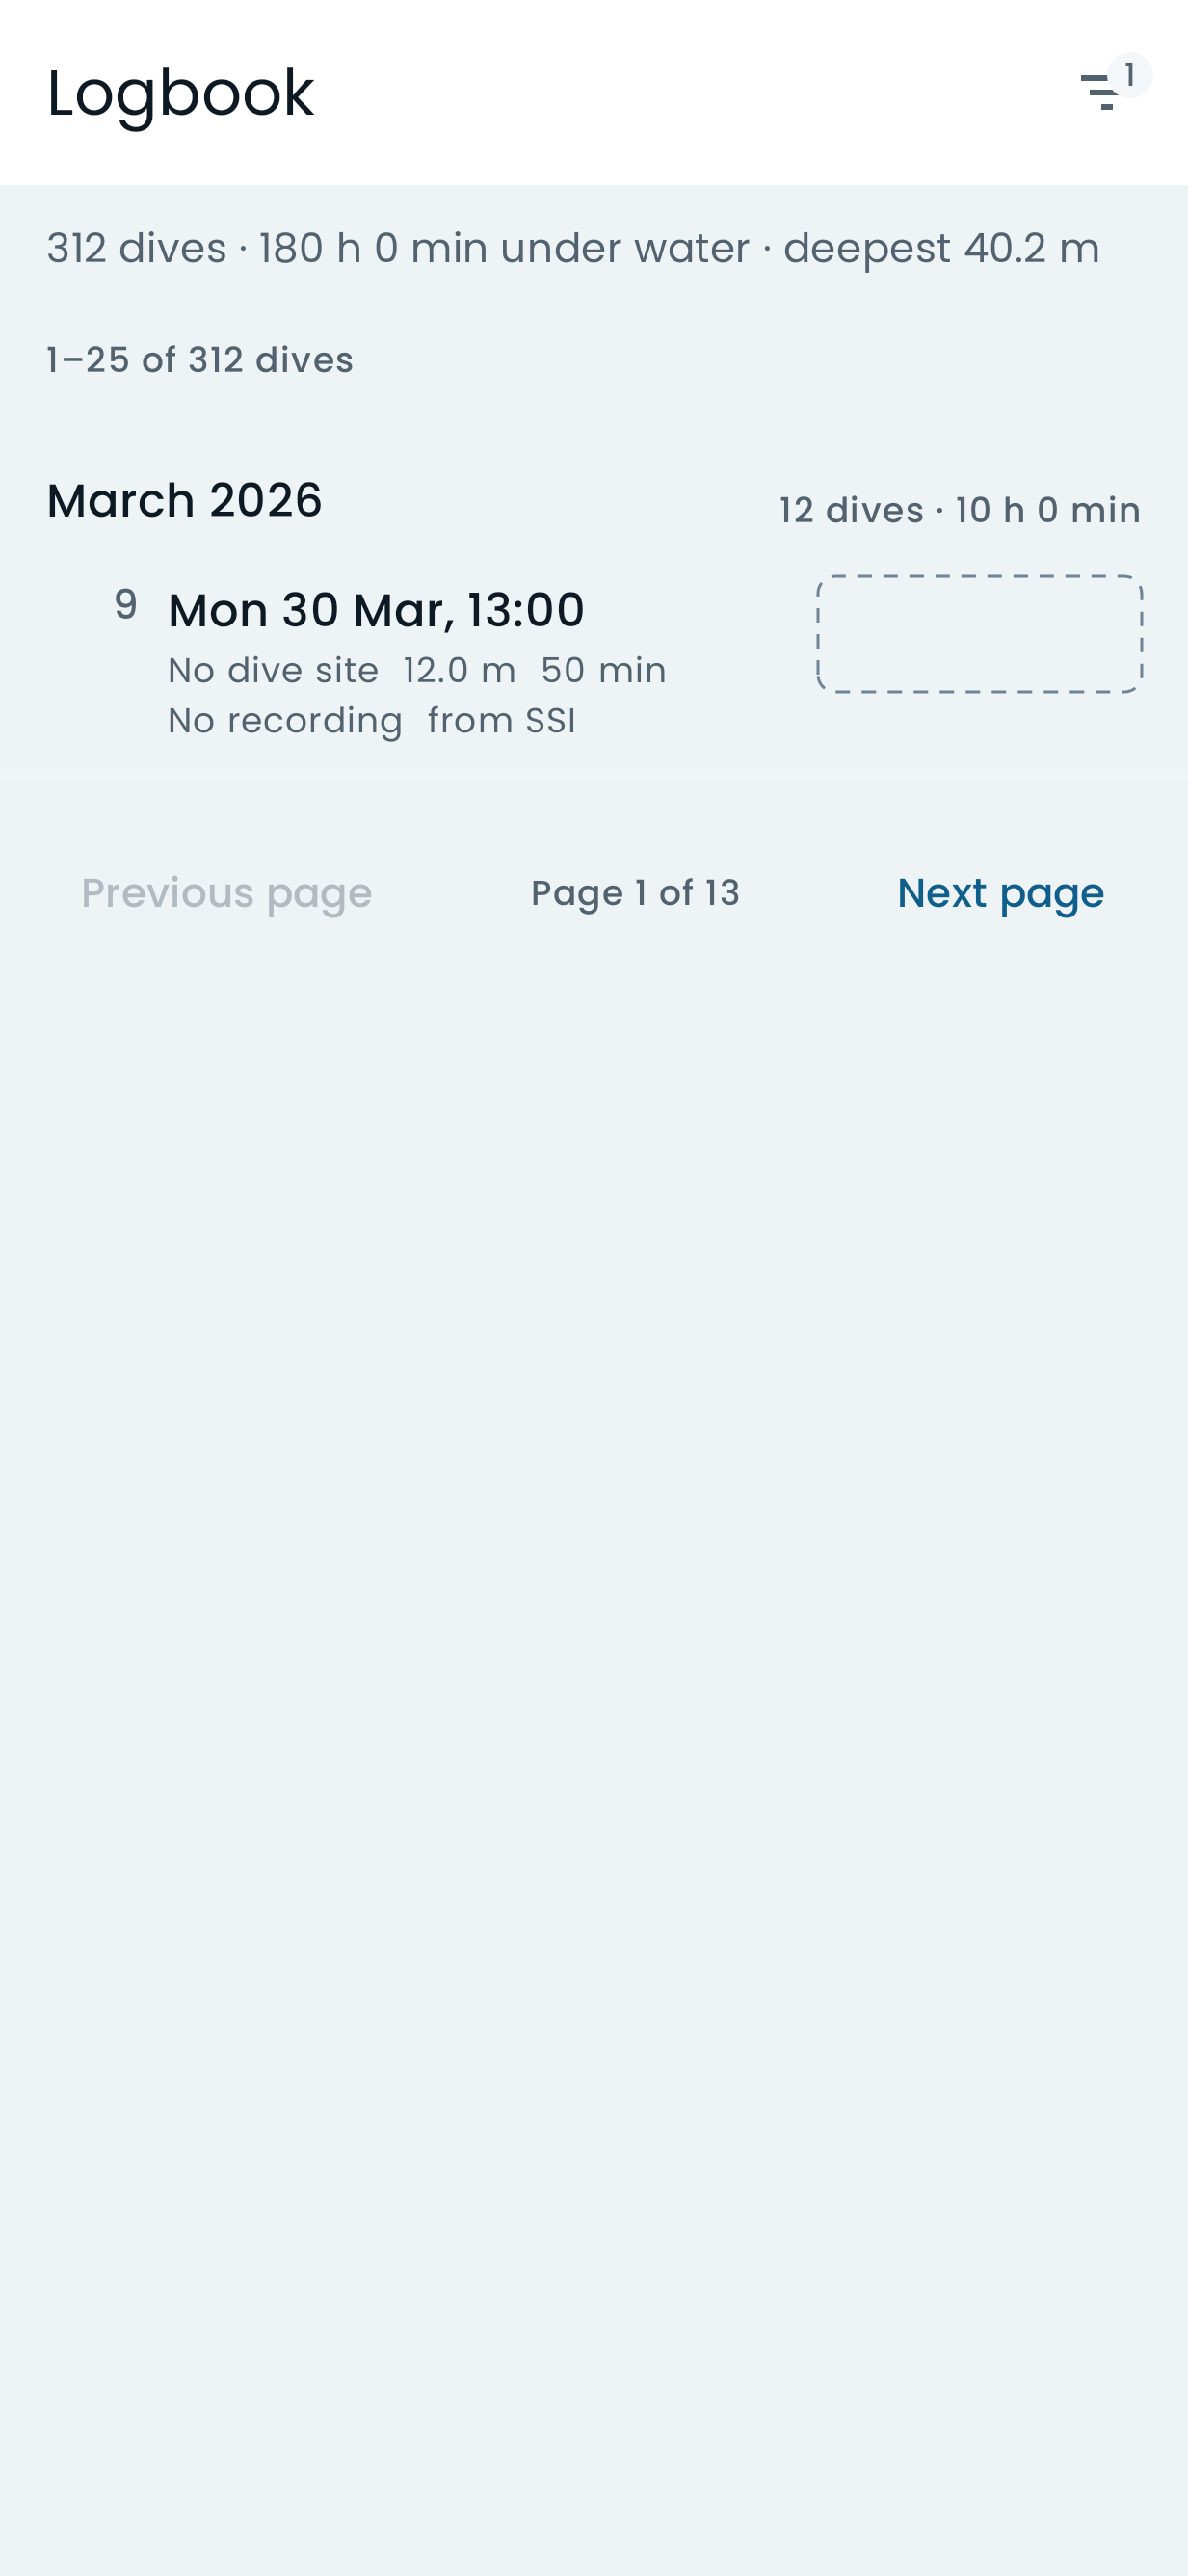 Logbook
1
312 dives · 180 h 0 min under water · deepest 40.2 m
1–25 of 312 dives
March 2026
12 dives · 10 h 0 min
9
Mon 30 Mar, 13:00
No dive site 12.0 m 50 min
No recording from SSI
Previous page
Page 1 of 13
Next page